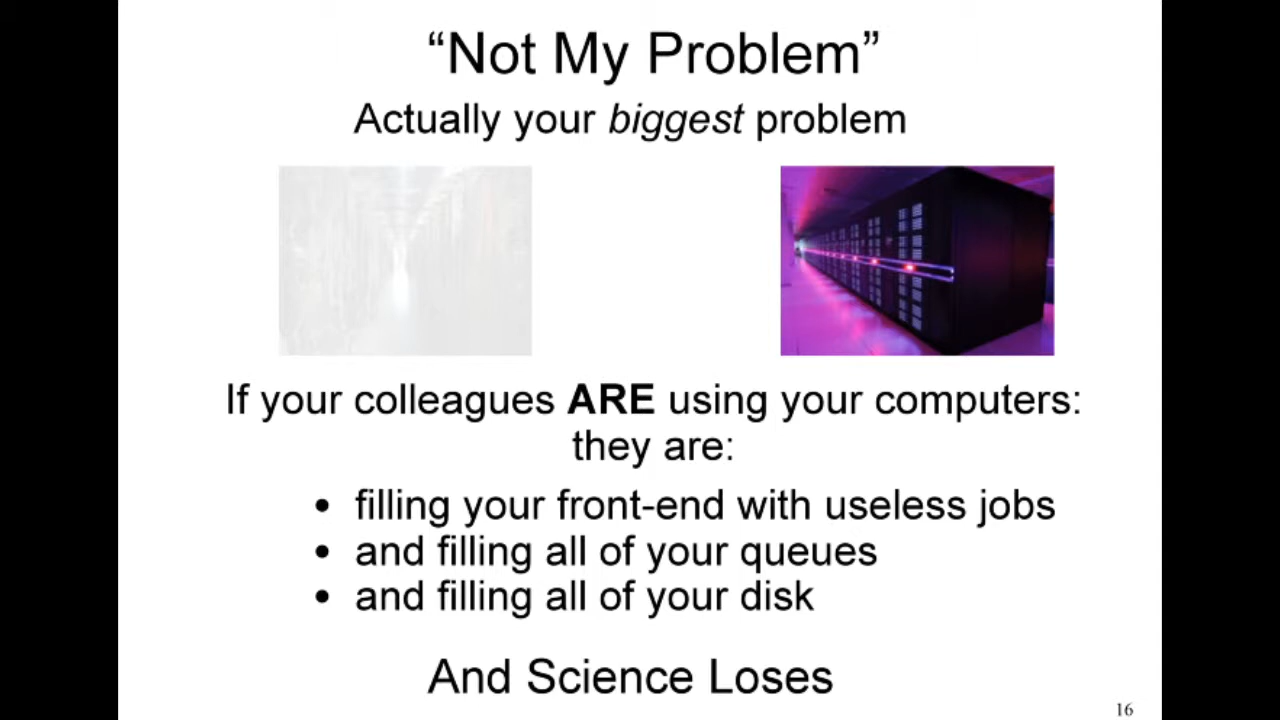 “Not My Problem”
Actually your biggest problem
If your colleagues ARE using your computers:
they are:
• filling your front-end with useless jobs
• and filling all of your queues
• and filling all of your disk
And Science Loses
16